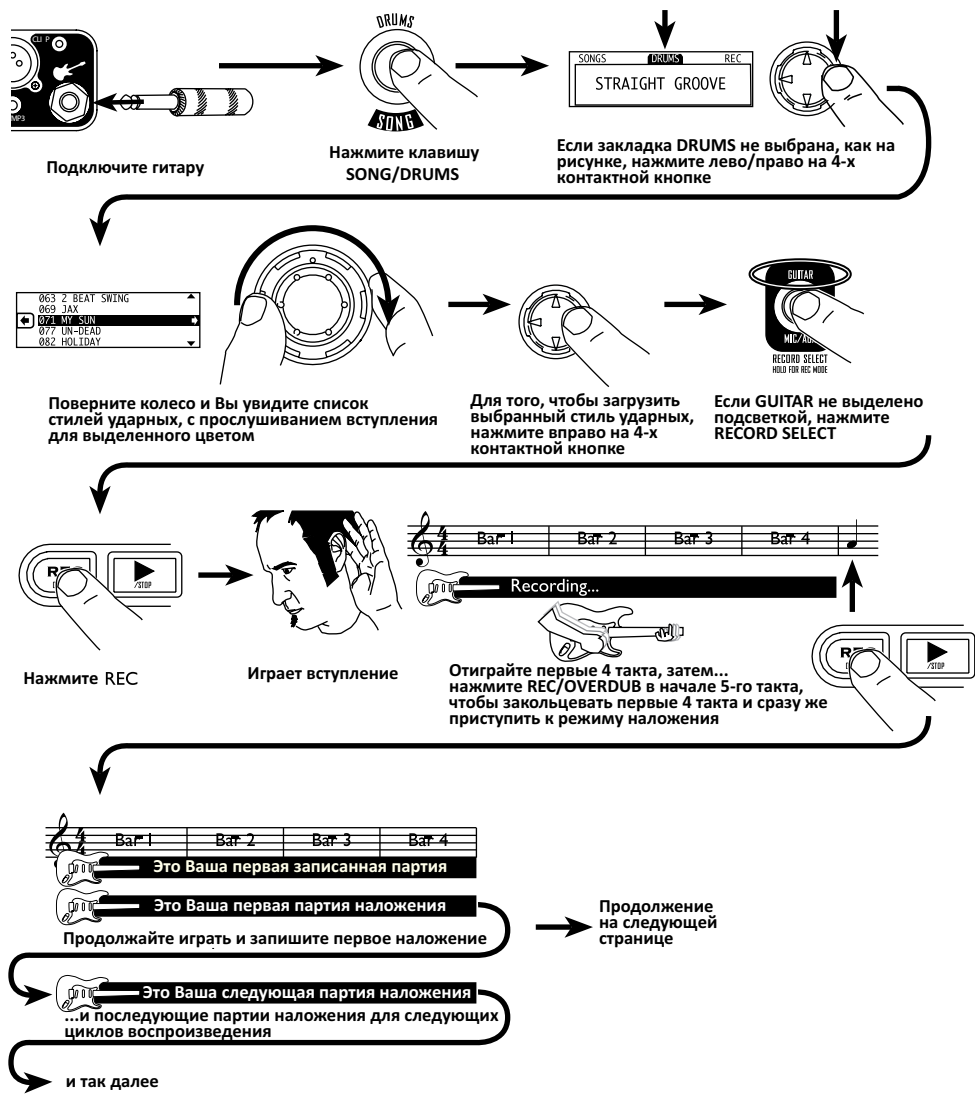 CLIP
MP3
Подключите гитару
DRUMS
SONG
Нажмите клавишу
SONG/DRUMS
SONGS DRUMS REC
STRAIGHT GROOVE
Если закладка DRUMS не выбрана, как на
рисунке, нажмите лево/право на 4-х
контактной кнопке
063 2 BEAT SWING
069 JAX
071 MY SUN
077 UN-DEAD
082 HOLIDAY
Поверните колесо и Вы увидите список
стилей ударных, с прослушиванием вступления
для выделенного цветом
Для того, чтобы загрузить
выбранный стиль ударных,
нажмите вправо на 4-х
контактной кнопке
GUITAR
RECORD SELECT
HOLD FOR REC MODE
Если GUITAR не выделено
подсветкой, нажмите
RECORD SELECT
/STOP
Нажмите REC
Играет вступление
4 4 Bar 1 Bar 2 Bar 3 Bar 4
Recording...
Отиграйте первые 4 такта, затем...
нажмите REC/OVERDUB в начале 5-го такта,
чтобы закольцевать первые 4 такта и сразу же
приступить к режиму наложения
/STOP
4 4 Bar 1 Bar 2 Bar 3 Bar 4
Это Ваша первая записанная партия
Это Ваша первая партия наложения
Продолжайте играть и запишите первое наложение
Продолжение
на следующей
странице
Это Ваша следующая партия наложения
...и последующие партии наложения для следующих
циклов воспроизведения
и так далее